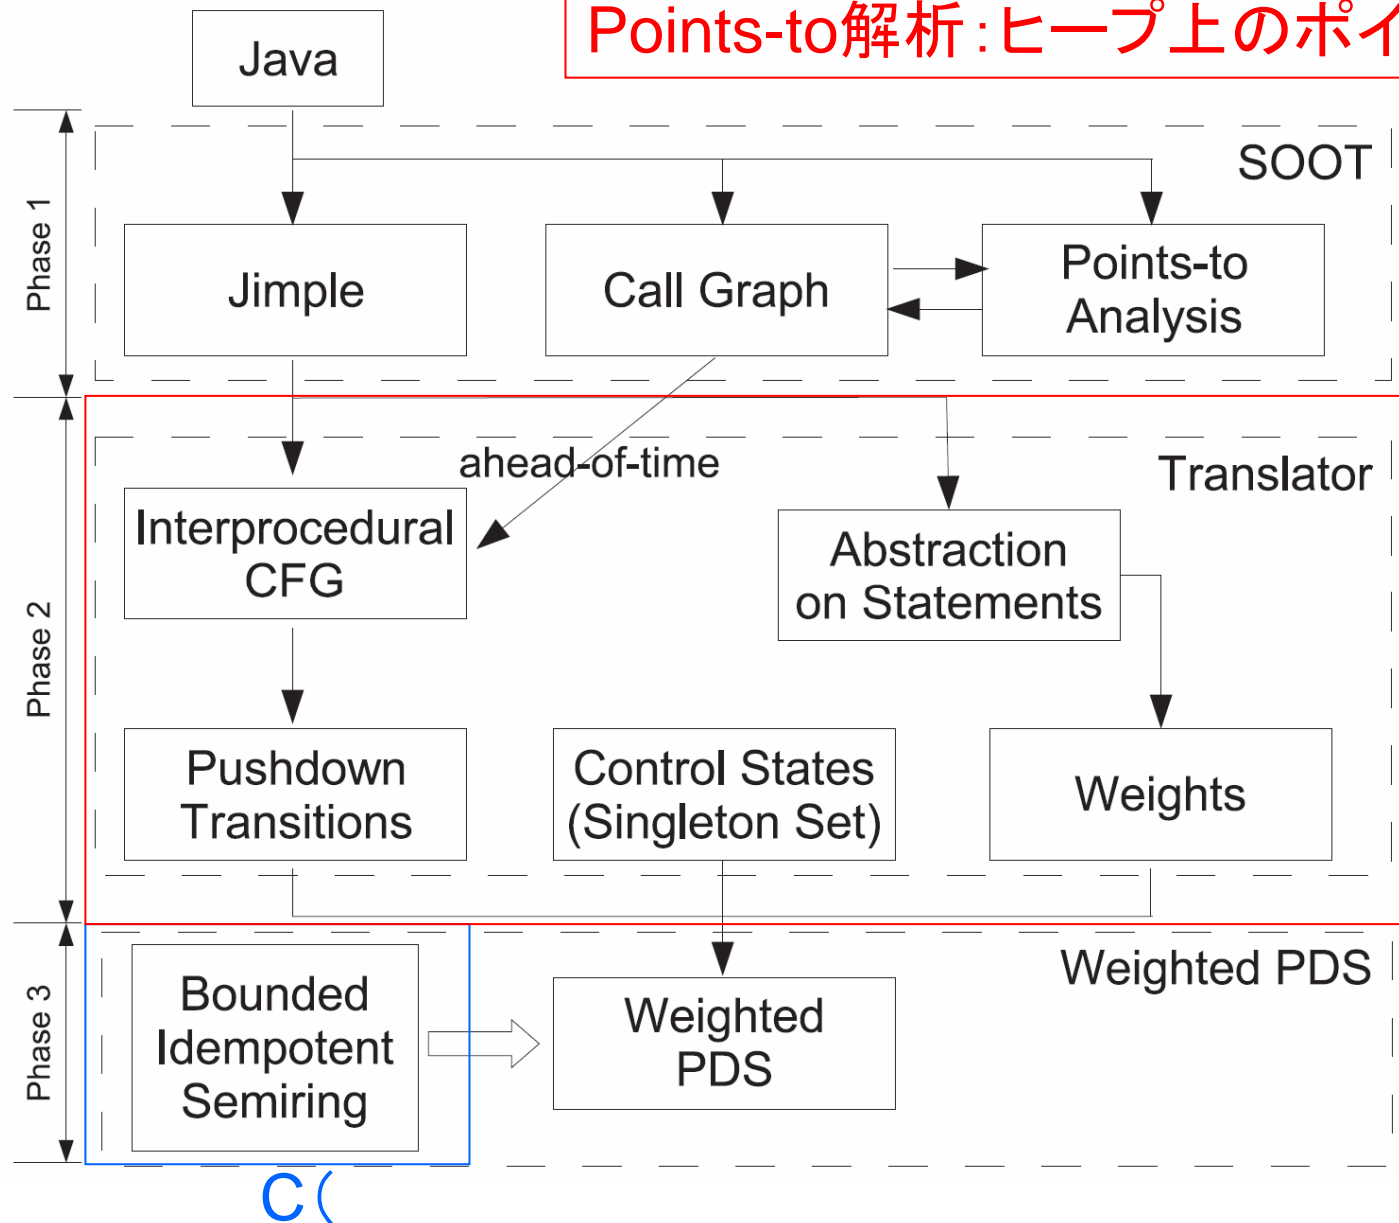 Points-to解析:ヒープ上のポイ
Java
SOOT
Phase 1
Jimple
Call Graph
Points-to
Analysis
ahead-of-time
Translator
Phase 2
Interprocedural
CFG
Abstraction
on Statements
Pushdown
Transitions
Control States
(Singleton Set)
Weights
Phase 3
Weighted PDS
Bounded
Idempotent
Semiring
Weighted
PDS
C(